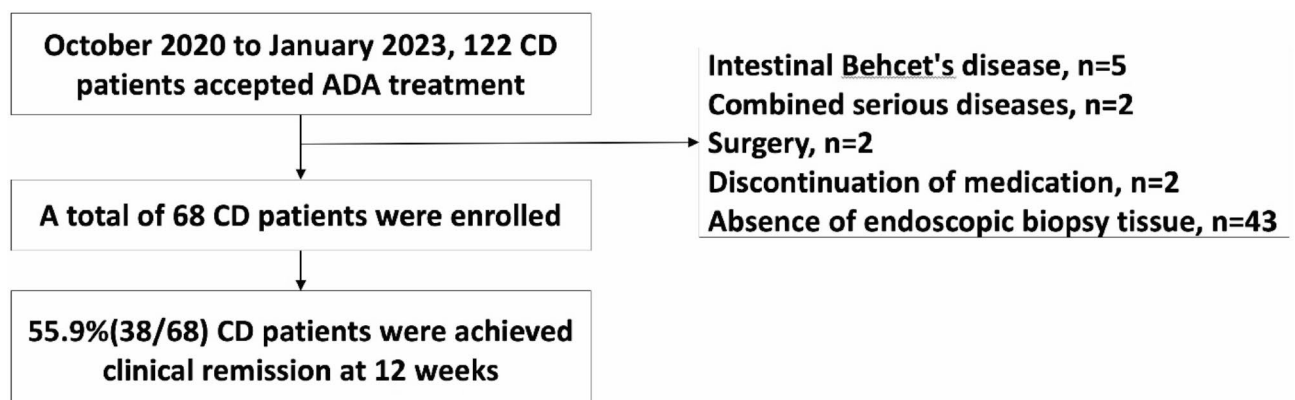 October 2020 to January 2023, 122 CD
patients accepted ADA treatment
Intestinal Behcet's disease, n=5
Combined serious diseases, n=2
Surgery, n=2
Discontinuation of medication, n=2
Absence of endoscopic biopsy tissue, n=43
A total of 68 CD patients were enrolled
55.9%(38/68) CD patients were achieved
clinical remission at 12 weeks